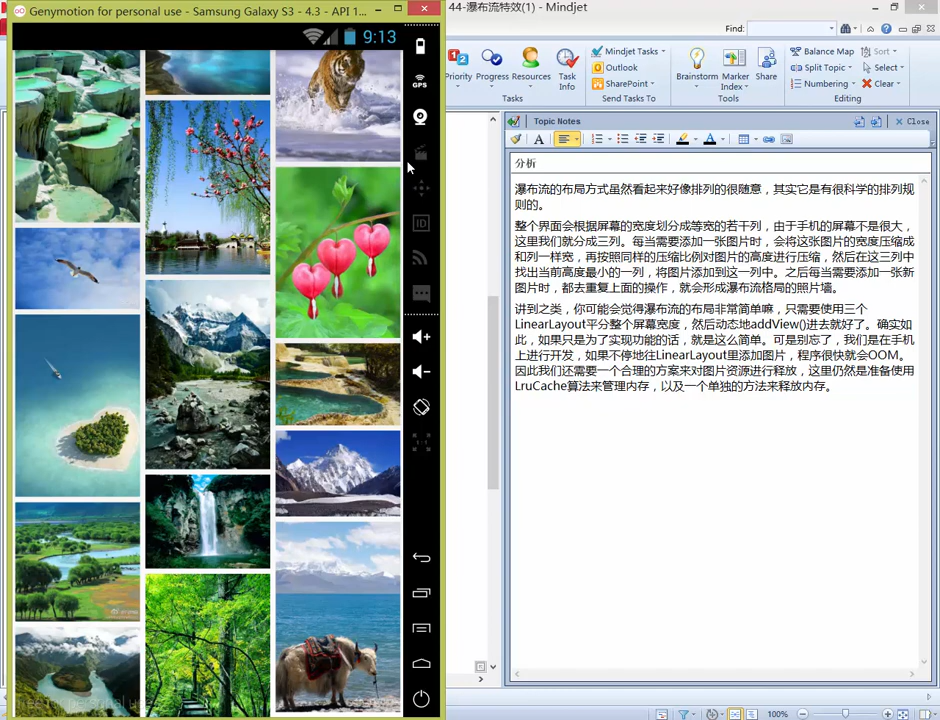 Genymotion for personal use - Samsung Galaxy S3 - 4.3 - API 1...
44-瀑布流特效(1) - Mindjet
9:13
GPS
ID
1:1
Find:
Priority
Progress
Resources
Task
Info
Tasks
Mindjet Tasks
Outlook
SharePoint
Send Tasks To
Brainstorm
Marker
Index
Share
Tools
Balance Map
Split Topic
Numbering
Sort
Select
Clear
Editing
Topic Notes
Close
分析
瀑布流的布局方式虽然看起来好像排列的很随意，其实它是有很科学的排列规
则的。
整个界面会根据屏幕的宽度划分成等宽的若干列，由于手机的屏幕不是很大，
这里我们就分成三列。每当需要添加一张图片时，会将这张图片的宽度压缩成
和列一样宽，再按照同样的压缩比例对图片的高度进行压缩，然后在这三列中
找出当前高度最小的一列，将图片添加到这一列中。之后每当需要添加一张新
图片时，都去重复上面的操作，就会形成瀑布流格局的照片墙。
讲到之类，你可能会觉得瀑布流的布局非常简单嘛，只需要使用三个
LinearLayout平分整个屏幕宽度，然后动态地addView()进去就好了。确实如
此，如果只是为了实现功能的话，就是这么简单。可是别忘了，我们是在手机
上进行开发，如果不停地往LinearLayout里添加图片，程序很快就会OOM。
因此我们还需要一个合理的方案来对图片资源进行释放，这里仍然是准备使用
LruCache算法来管理内存，以及一个单独的方法来释放内存。
100%